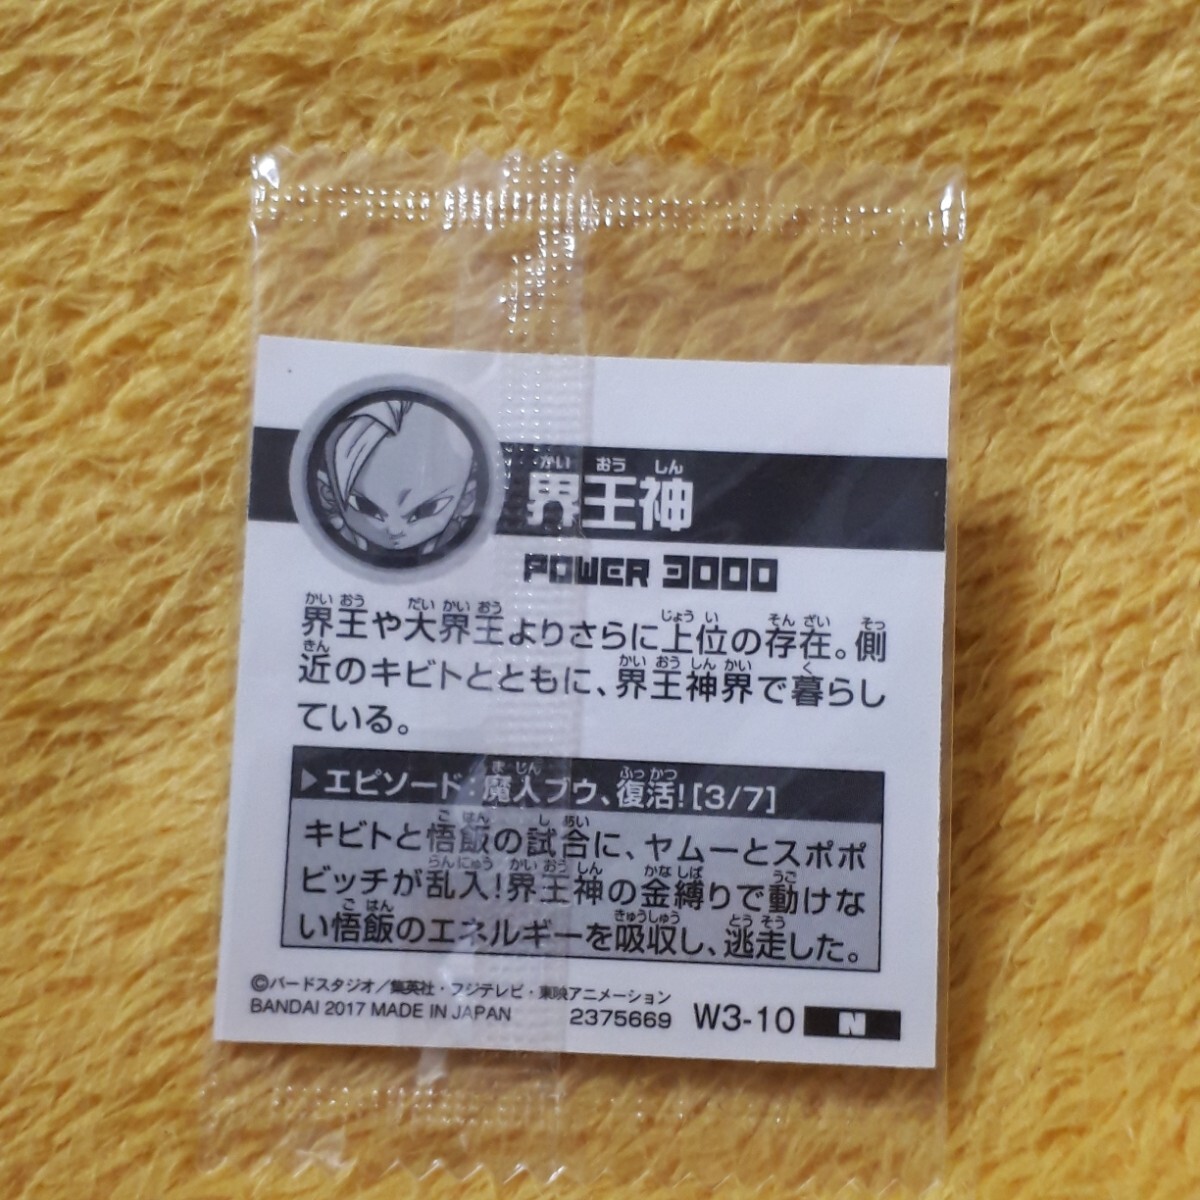 かい おう しん
界王神
POWER 3000
かい おう だい かい おう じょう い そん ざい そっ
界王や大界王よりさらに上位の存在。側
きん かい おう しん かい く
近のキビトとともに、界王神界で暮らし
ている。
ま じん ふっ かつ
▶エピソード:魔人ブウ、復活![3/7]
ご はん し あい
キビトと悟飯の試合に、ヤムーとスポポ
らんにゅう かい おう しん かな しば うご
ビッチが乱入!界王神の金縛りで動けな
ご はん きゅうしゅう とう そう
い悟飯のエネルギーを吸収し、逃走した。
©バードスタジオ/集英社・フジテレビ・東映アニメーション
BANDAI 2017 MADE IN JAPAN 2375669 W3-10 N